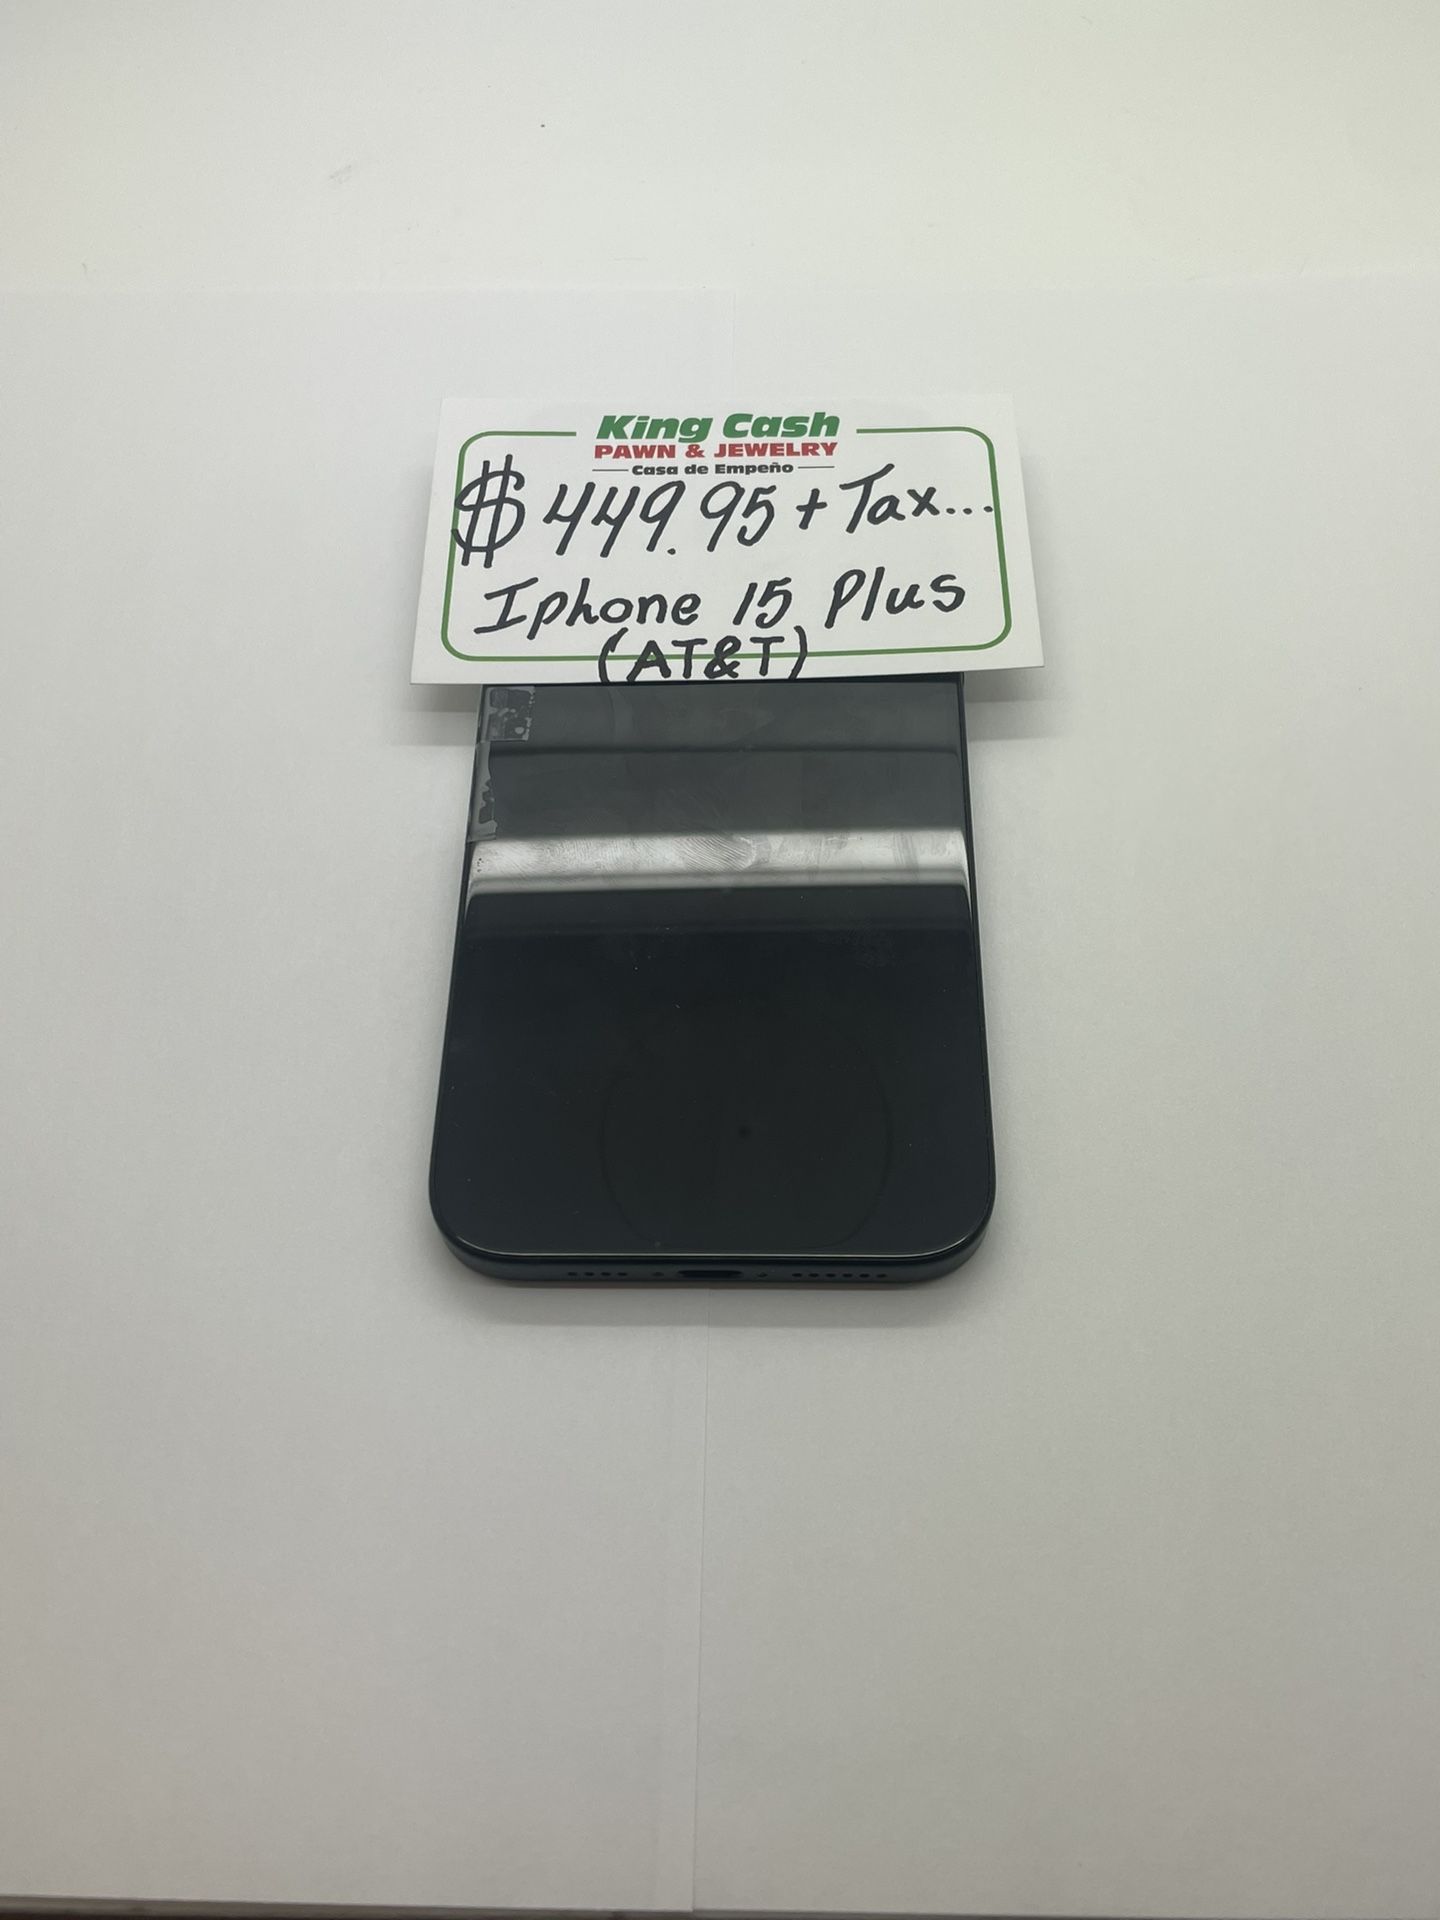 King Cash
PAWN & JEWELRY
Casa de Empeño
$449.95 + Tax...
Iphone 15 Plus
(AT&T)